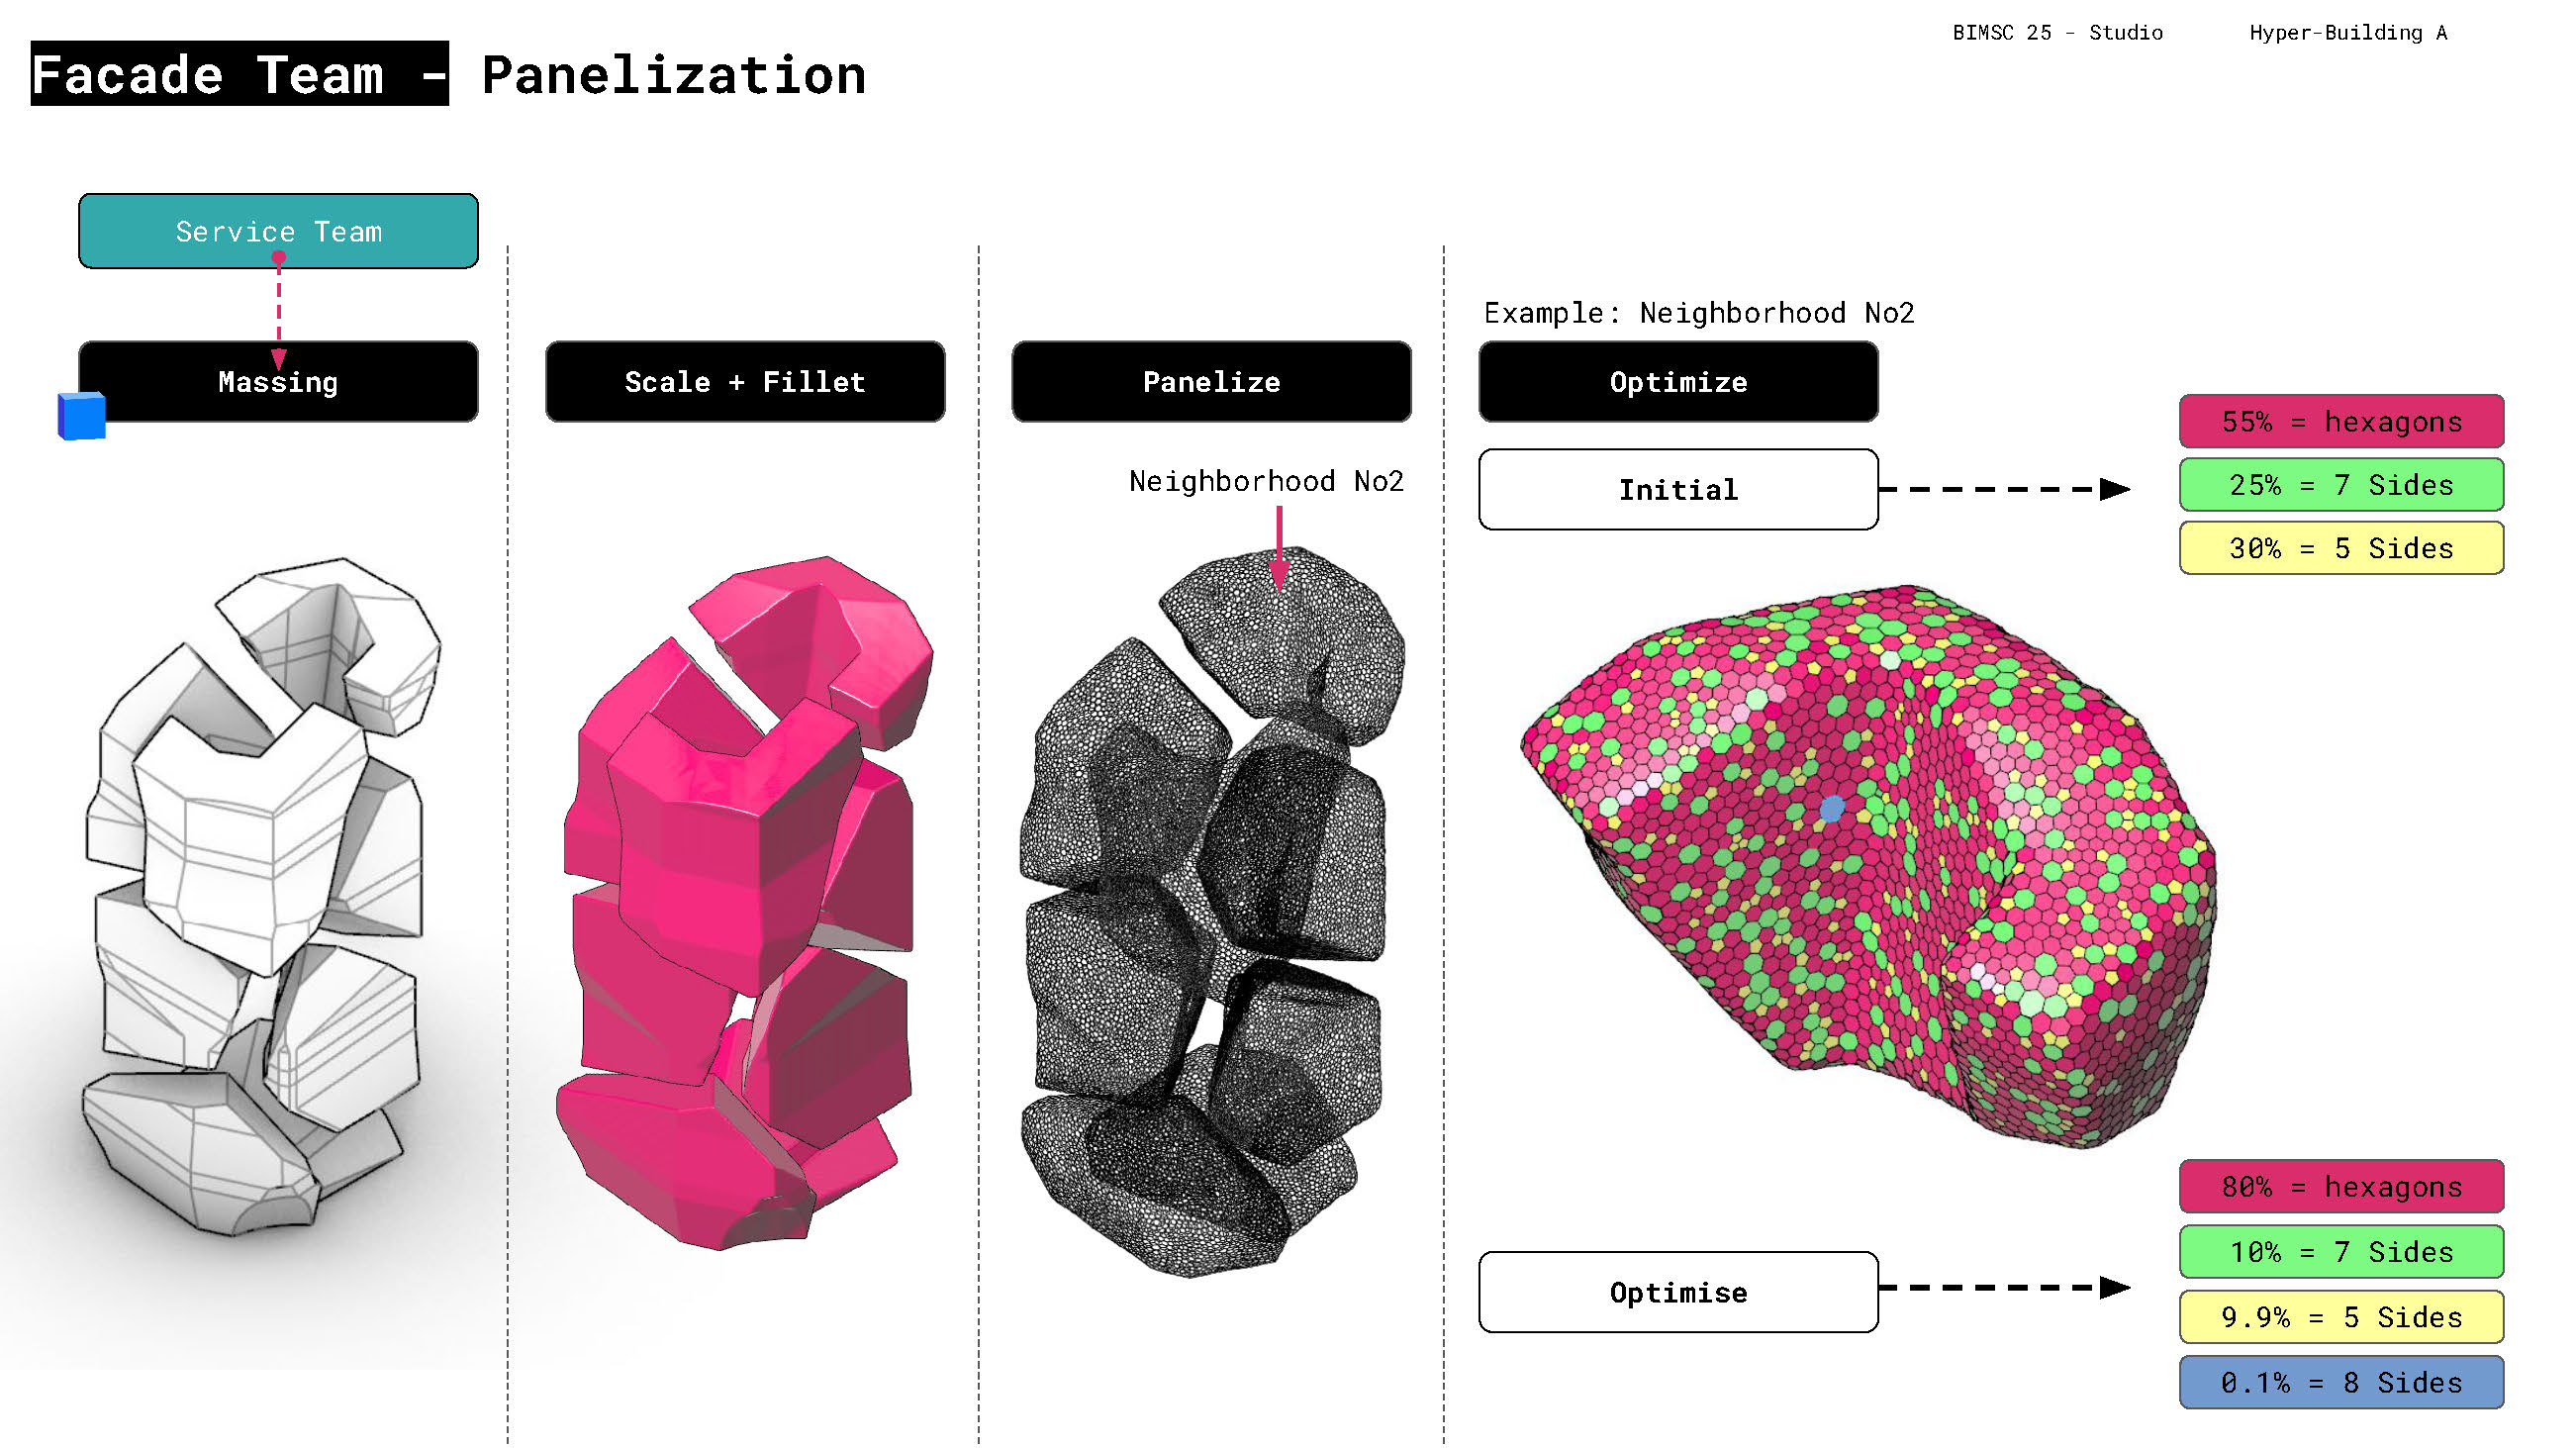 BIMSC 25 - Studio
Hyper-Building A
Facade Team - Panelization
Service Team
Massing
Scale + Fillet
Panelize
Neighborhood No2
Example: Neighborhood No2
Optimize
Initial
55% = hexagons
25% = 7 Sides
30% = 5 Sides
Optimise
80% = hexagons
10% = 7 Sides
9.9% = 5 Sides
0.1% = 8 Sides